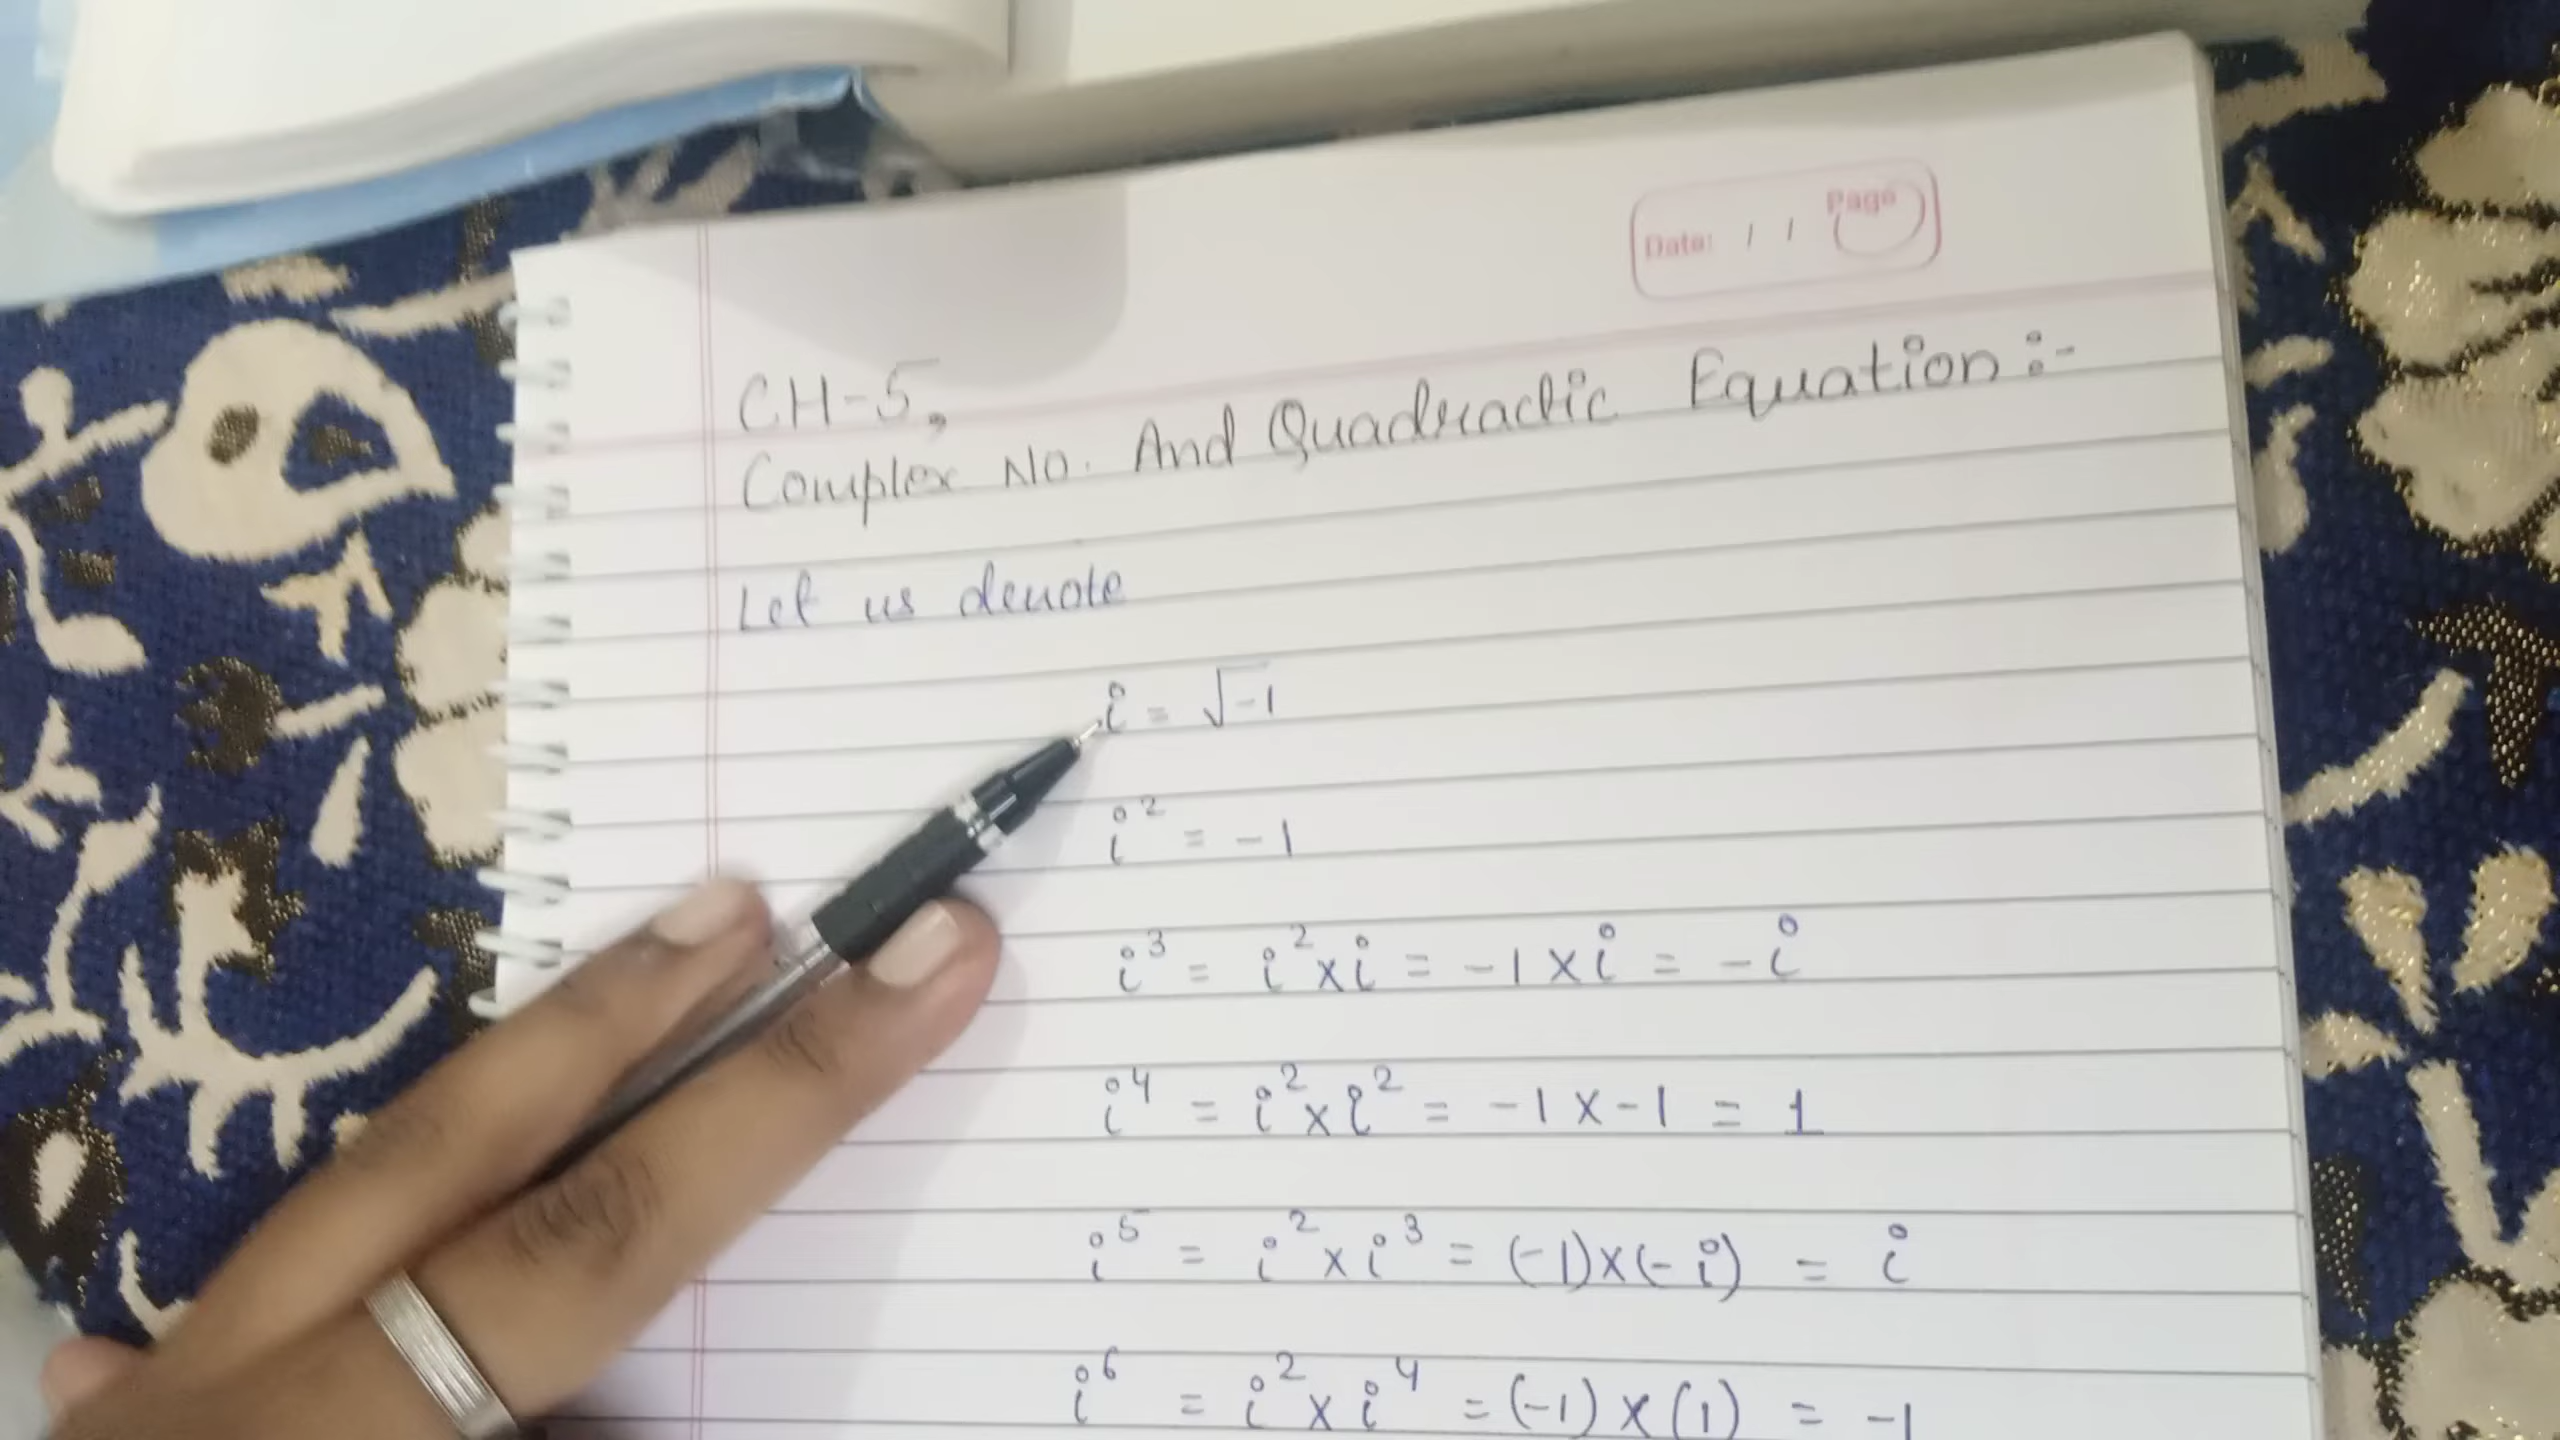 Date: / / Page
CH-5,
Complex No. And Quadractic Equation :-
Let us denote
i = √-1
i² = -1
i³ = i² x i = -1 x i = -i
i⁴ = i² x i² = -1 x -1 = 1
i⁵ = i² x i³ = (-1) x (-i) = i
i⁶ = i² x i⁴ = (-1) x (1) = -1